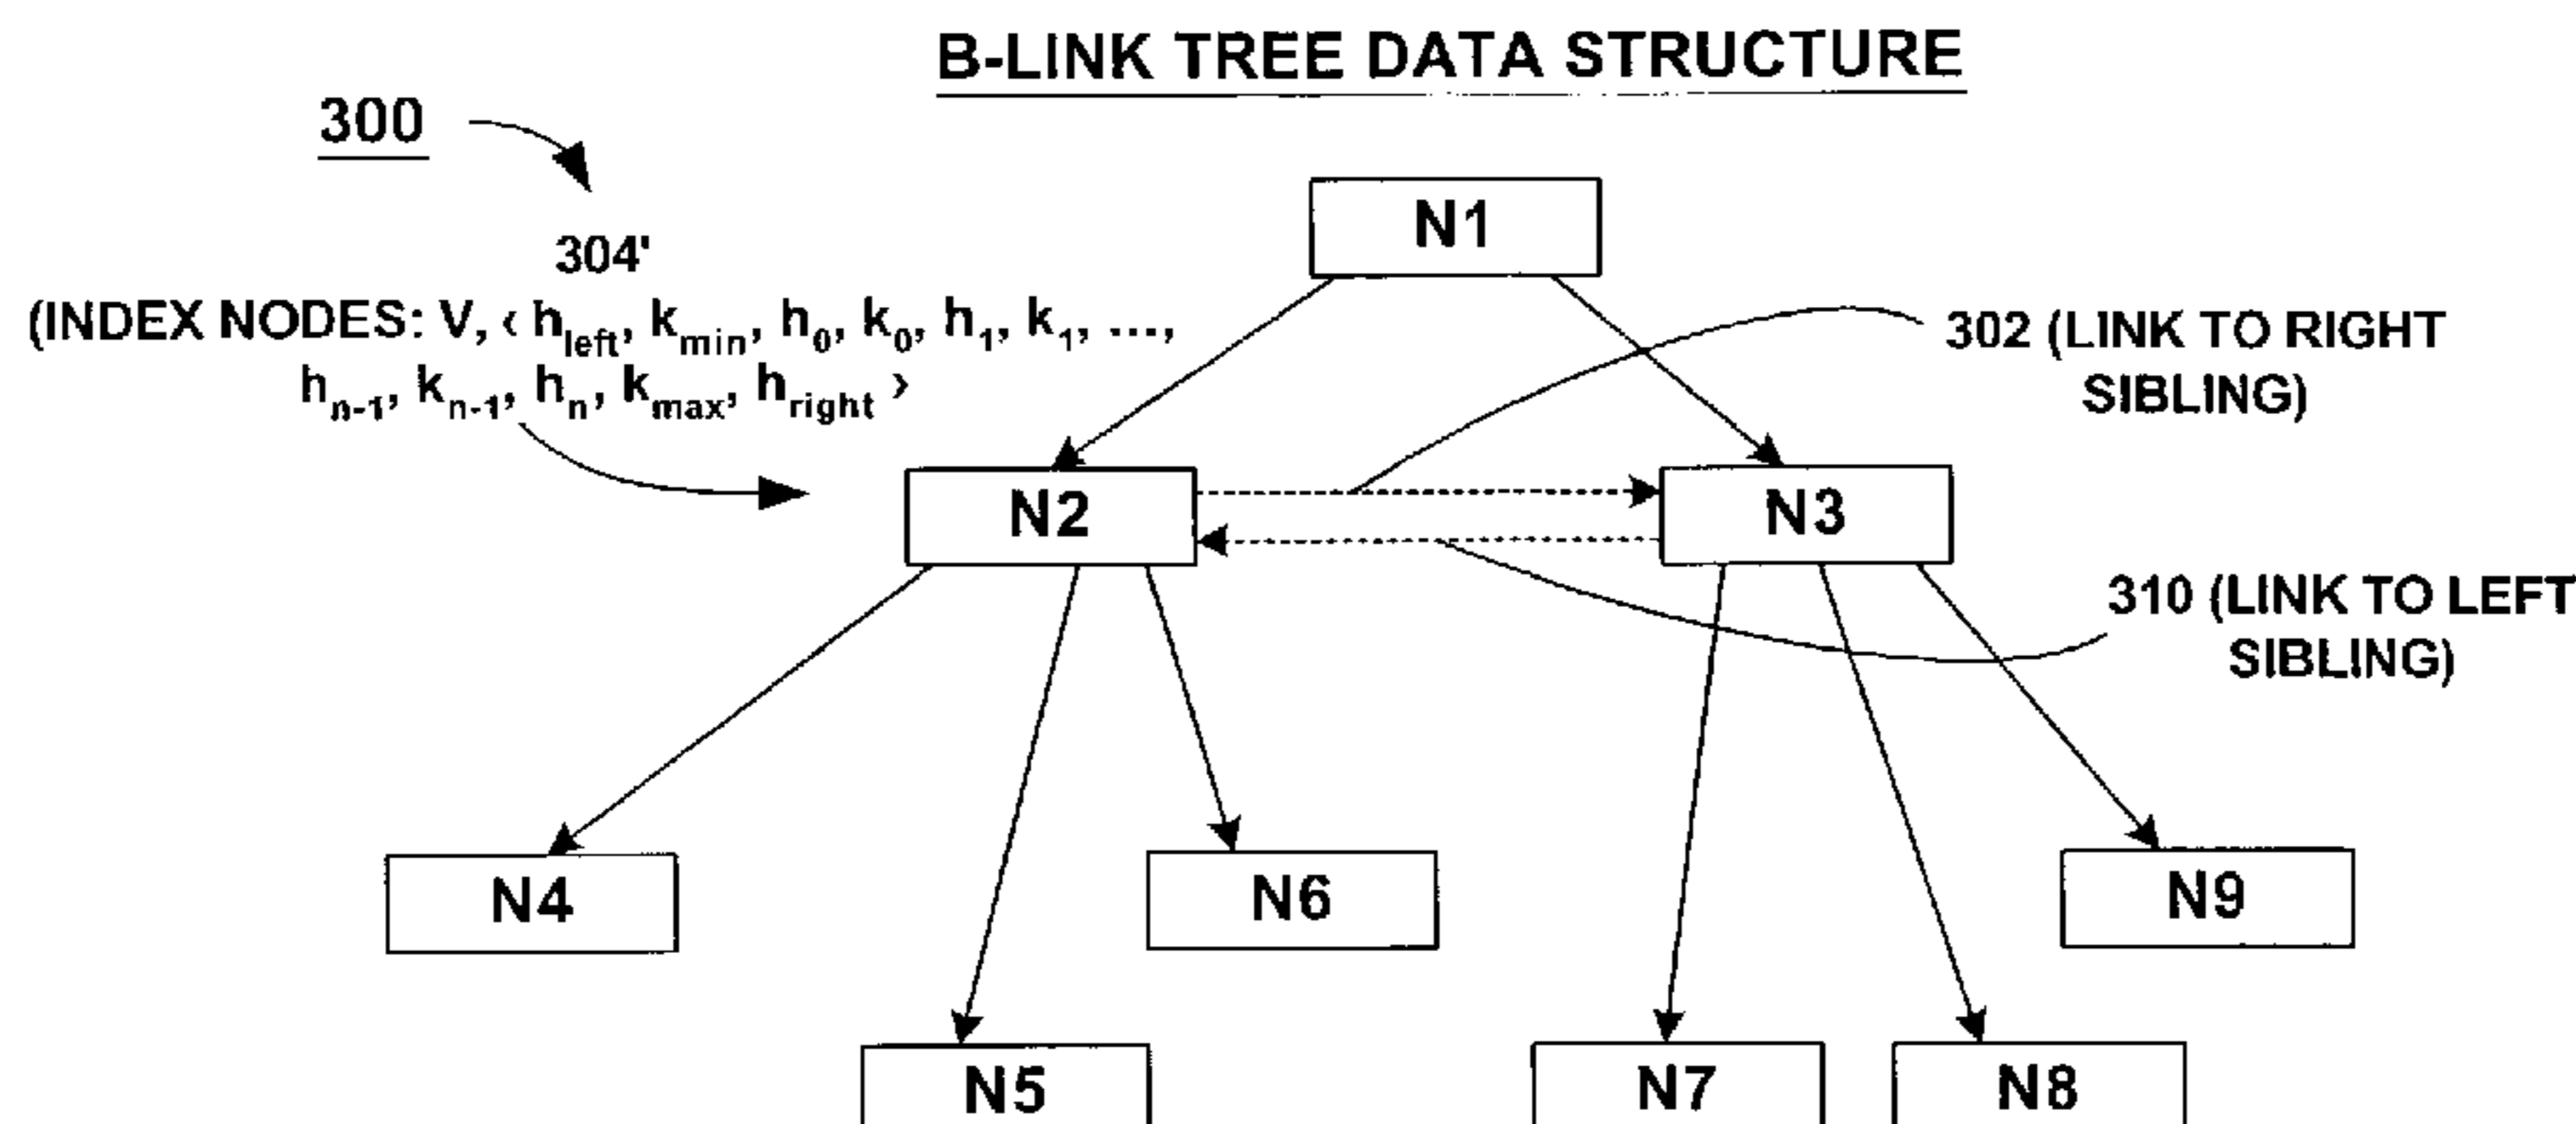 B-LINK TREE DATA STRUCTURE
300
304'
(INDEX NODES: V, ‹ h_left, k_min, h_0, k_0, h_1, k_1, ...,
h_n-1, k_n-1, h_n, k_max, h_right ›
N1
302 (LINK TO RIGHT
SIBLING)
N2
N3
310 (LINK TO LEFT
SIBLING)
N4
N6
N9
N5
N7
N8